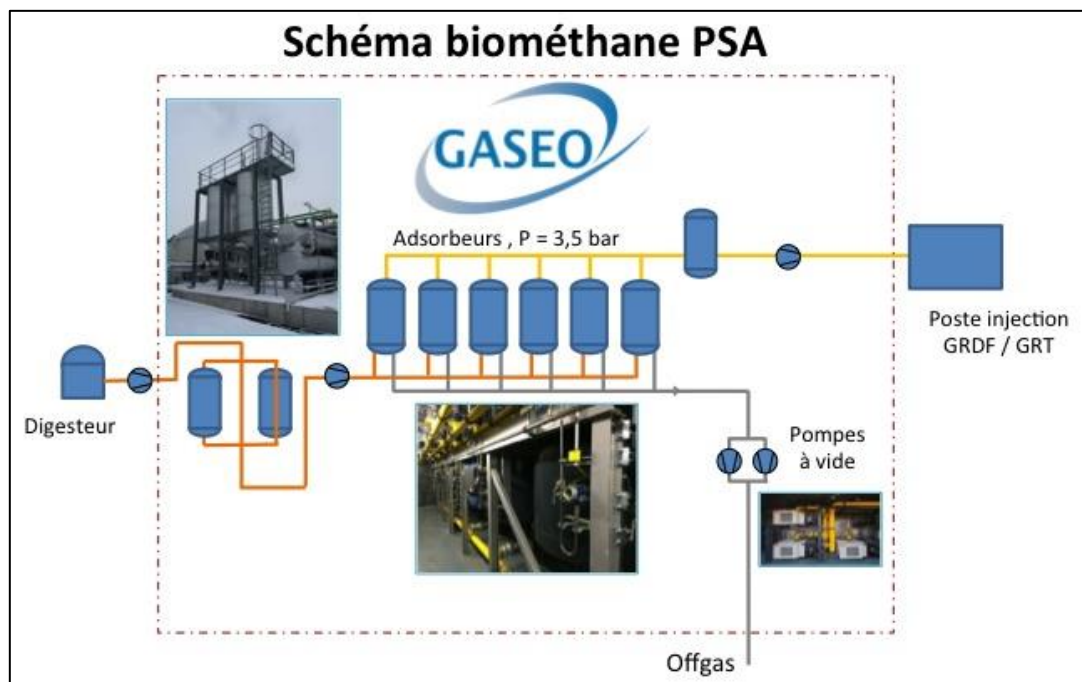 Schéma biométhane PSA
GASEO
Adsorbeurs , P = 3,5 bar
Poste injection
GRDF / GRT
Digesteur
Pompes
à vide
Offgas